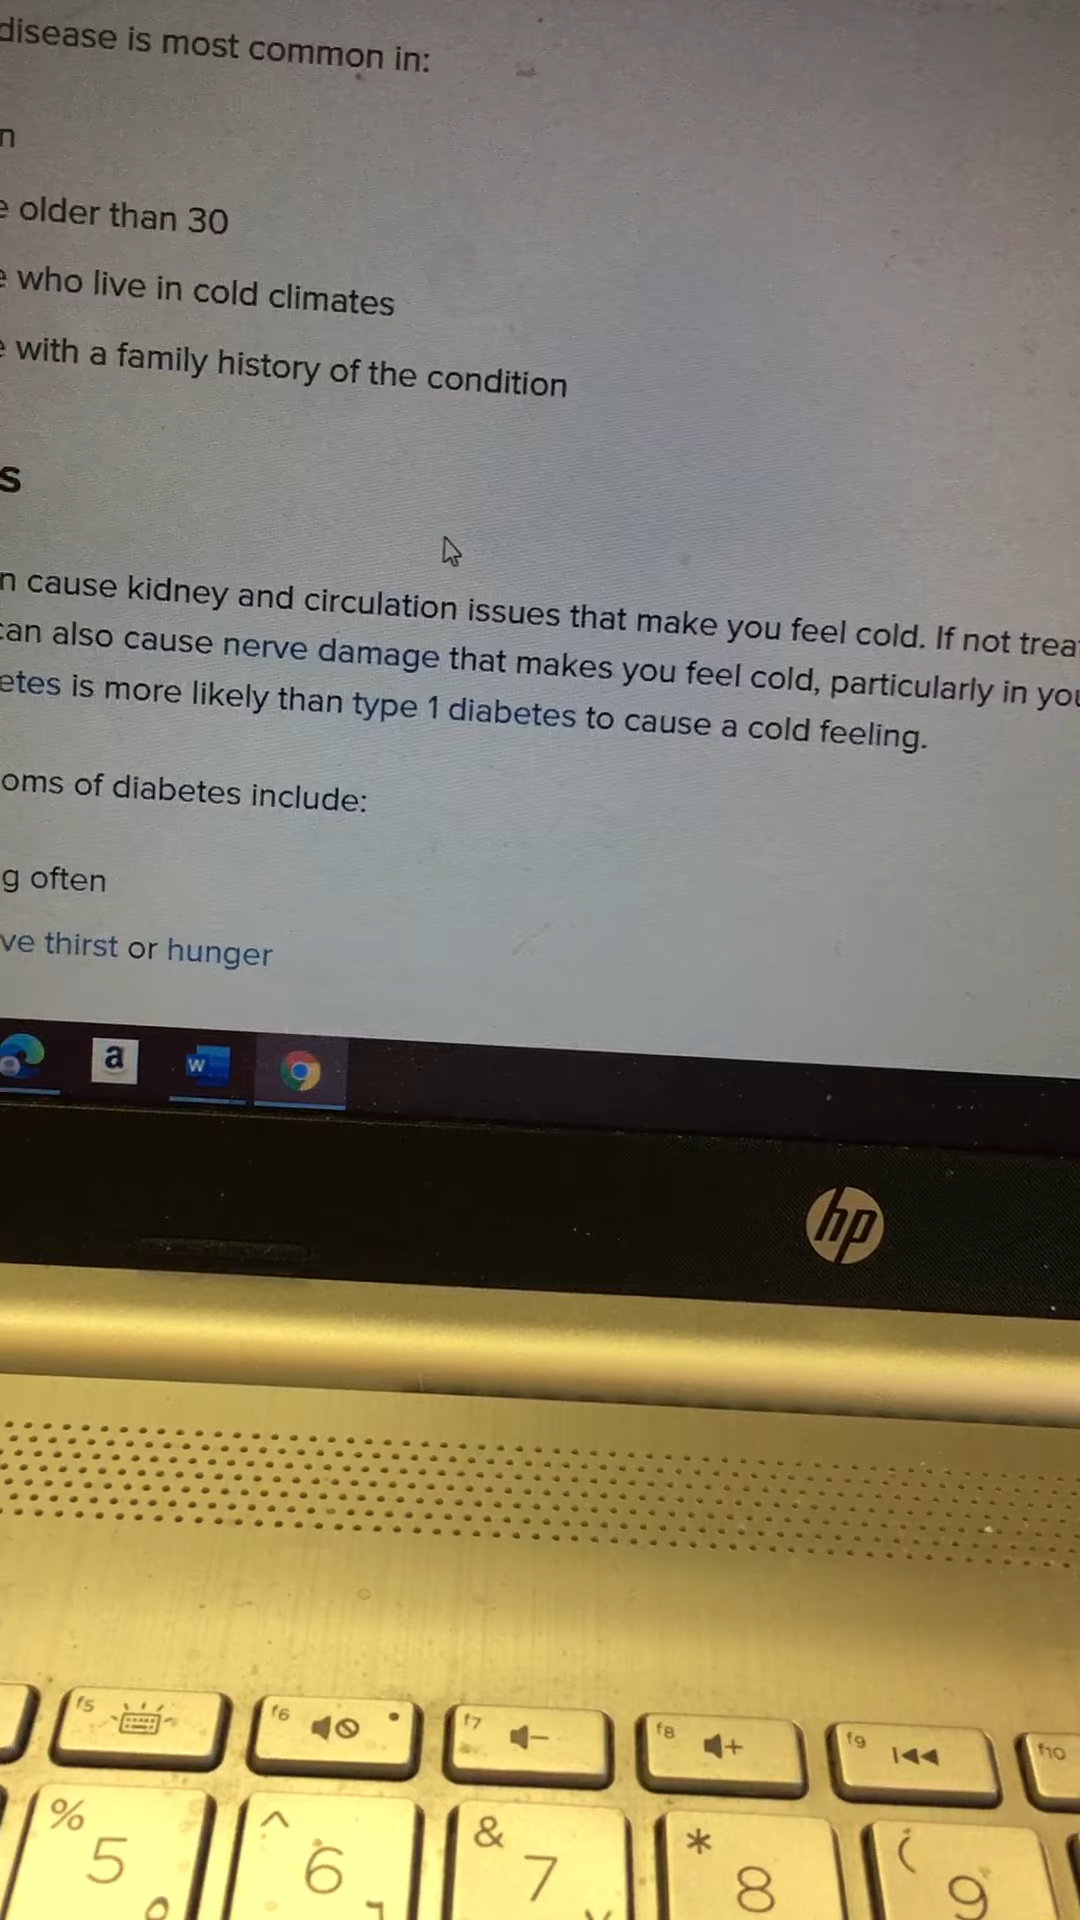 disease is most common in:
n
e older than 30
e who live in cold climates
e with a family history of the condition
s
n cause kidney and circulation issues that make you feel cold. If not trea
can also cause nerve damage that makes you feel cold, particularly in you
etes is more likely than type 1 diabetes to cause a cold feeling.
oms of diabetes include:
g often
ve thirst or hunger
a
W
hp
f5
f6
f7
f8
f9
f10
% 5
^ 6
& 7
* 8
( 9